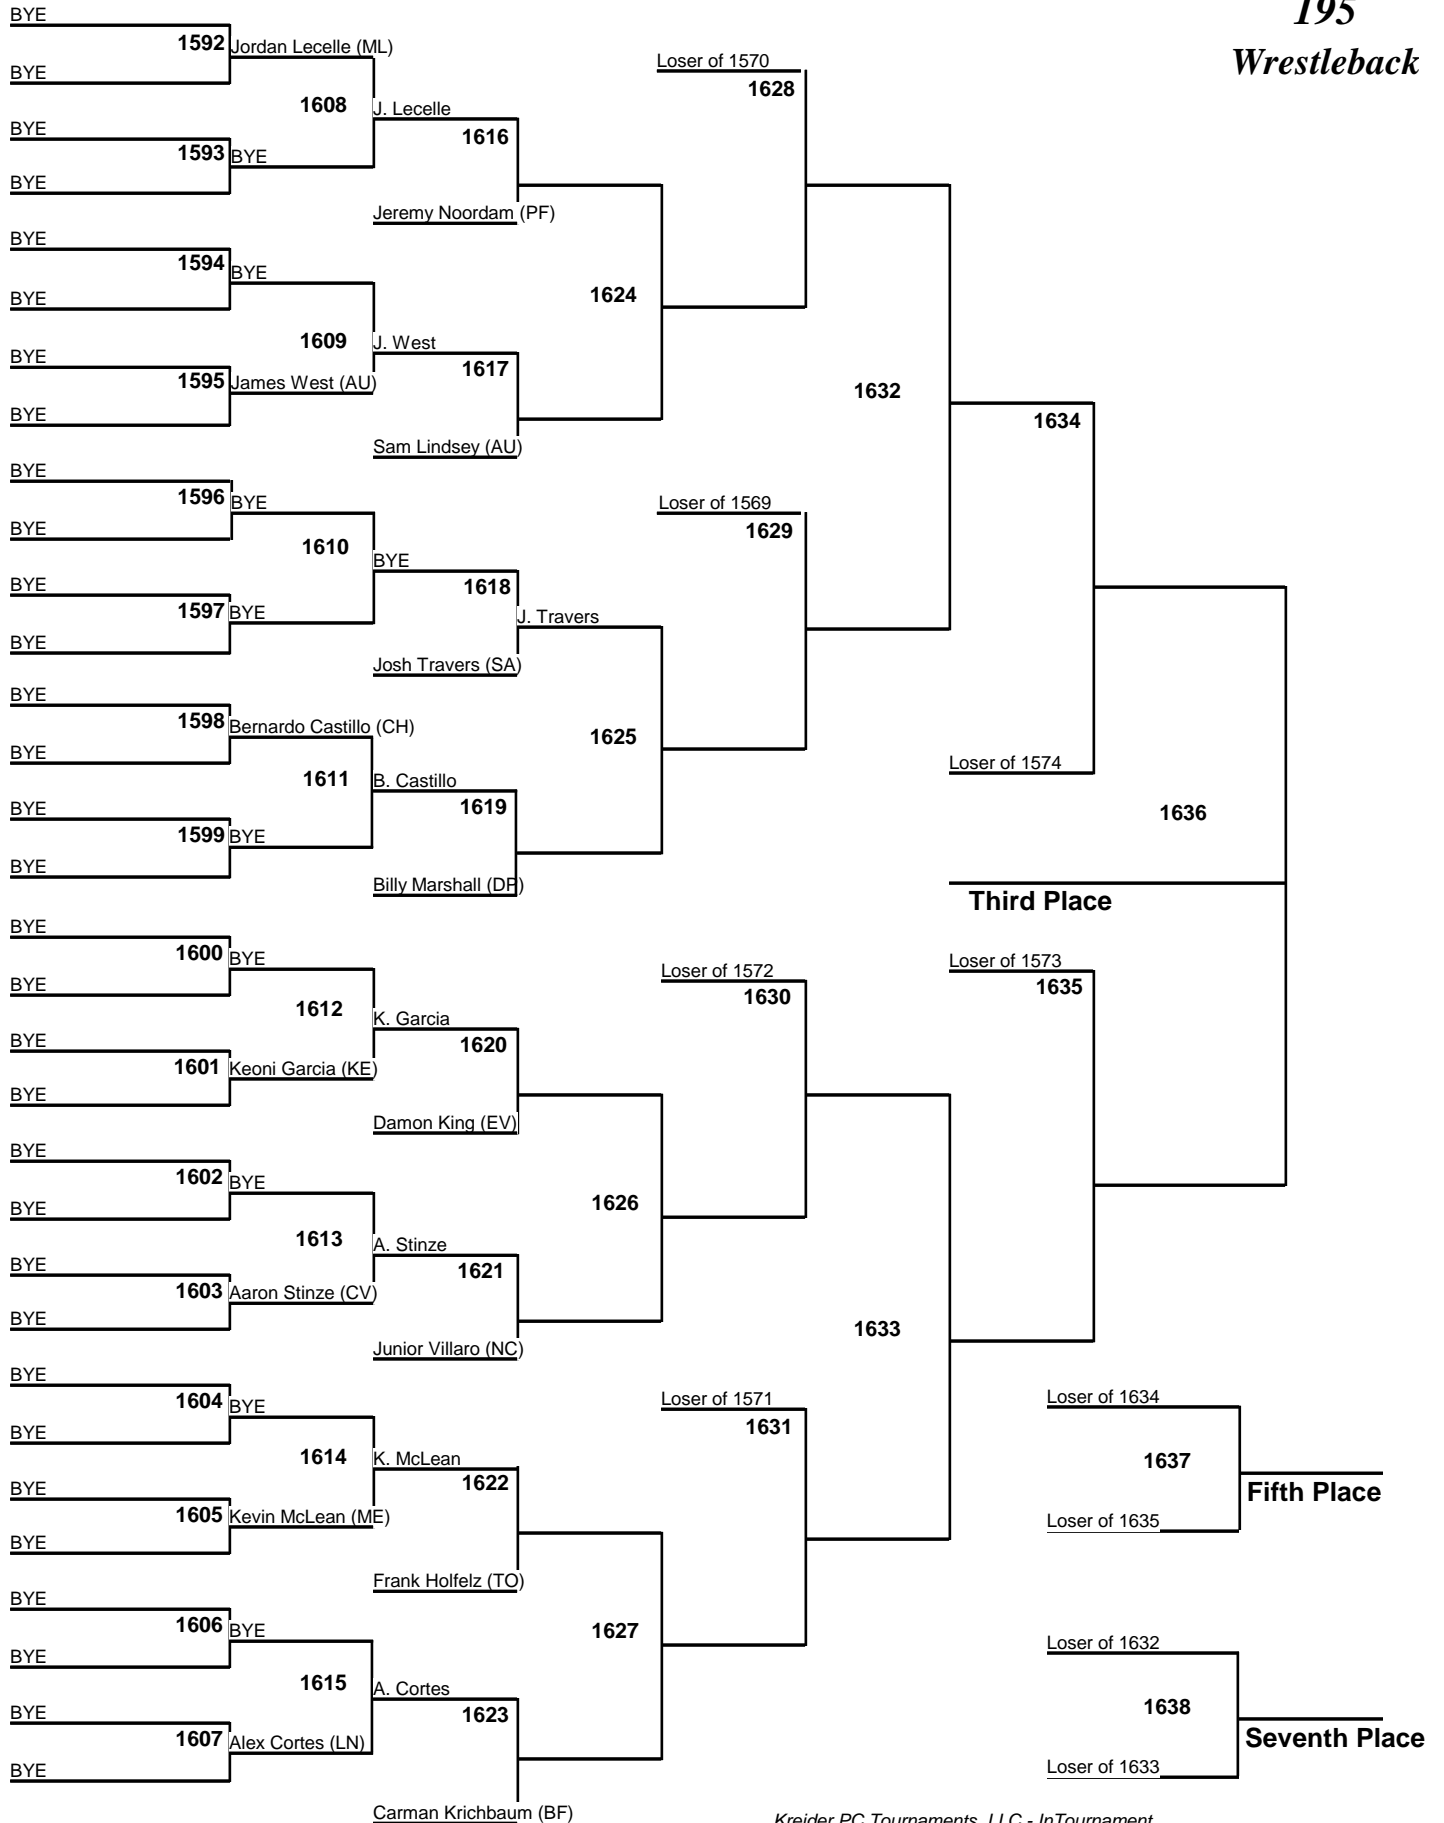 195
Wrestleback
BYE
1592
Jordan Lecelle (ML)
BYE
1608
J. Lecelle
BYE
1593
BYE
BYE
1616
Jeremy Noordam (PF)
BYE
1594
BYE
BYE
1609
J. West
BYE
1595
James West (AU)
BYE
1617
Sam Lindsey (AU)
1624
Loser of 1570
1628
BYE
1596
BYE
BYE
1610
BYE
BYE
1597
BYE
BYE
1618
J. Travers
Josh Travers (SA)
BYE
1598
Bernardo Castillo (CH)
BYE
1611
B. Castillo
BYE
1599
BYE
BYE
1619
Billy Marshall (DP)
1625
Loser of 1569
1629
1632
1634
Loser of 1574
1636
Third Place
BYE
1600
BYE
BYE
1612
K. Garcia
BYE
1601
Keoni Garcia (KE)
BYE
1620
Damon King (EV)
BYE
1602
BYE
BYE
1613
A. Stinze
BYE
1603
Aaron Stinze (CV)
BYE
1621
Junior Villaro (NC)
1626
Loser of 1572
1630
Loser of 1573
1635
1633
BYE
1604
BYE
BYE
1614
K. McLean
BYE
1605
Kevin McLean (ME)
BYE
1622
Frank Holfelz (TO)
BYE
1606
BYE
BYE
1615
A. Cortes
BYE
1607
Alex Cortes (LN)
BYE
1623
Carman Krichbaum (BF)
1627
Loser of 1571
1631
Loser of 1634
1637
Fifth Place
Loser of 1635
Loser of 1632
1638
Seventh Place
Loser of 1633
Kreider PC Tournaments, LLC - InTournament